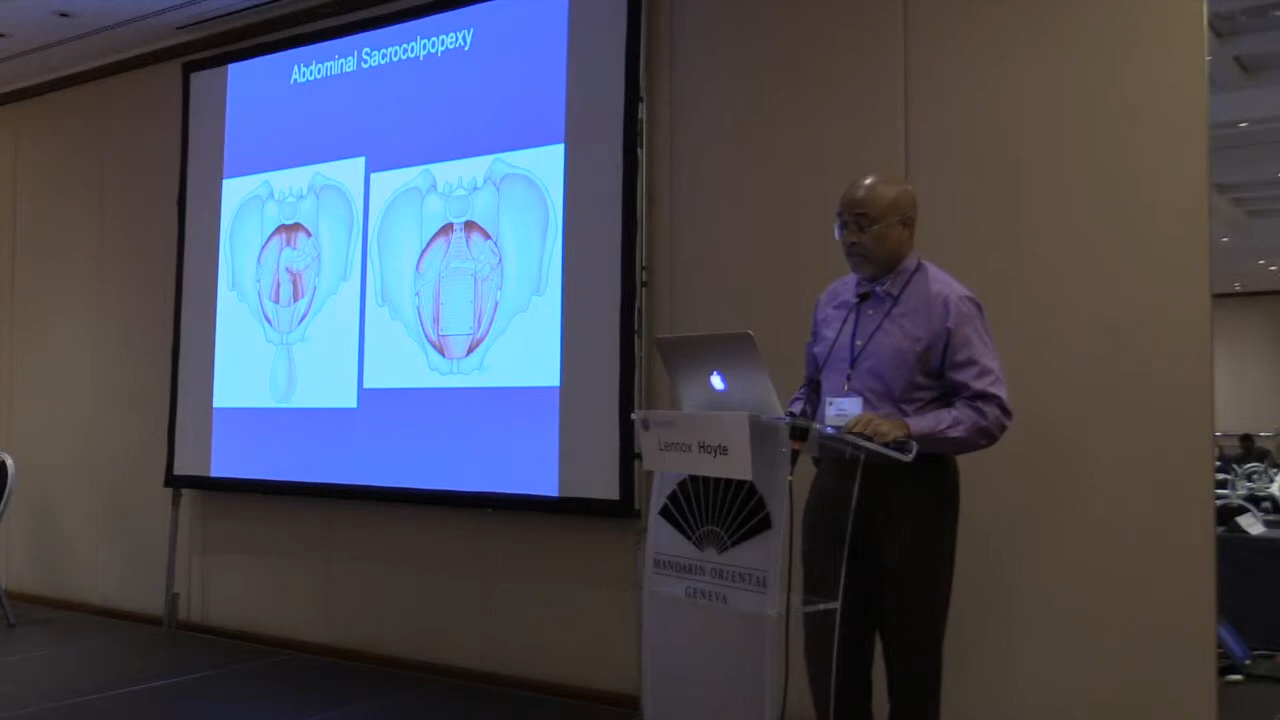 Abdominal Sacrocolpopexy
Lennox Hoyte
MANDARIN ORIENTAL
GENEVA